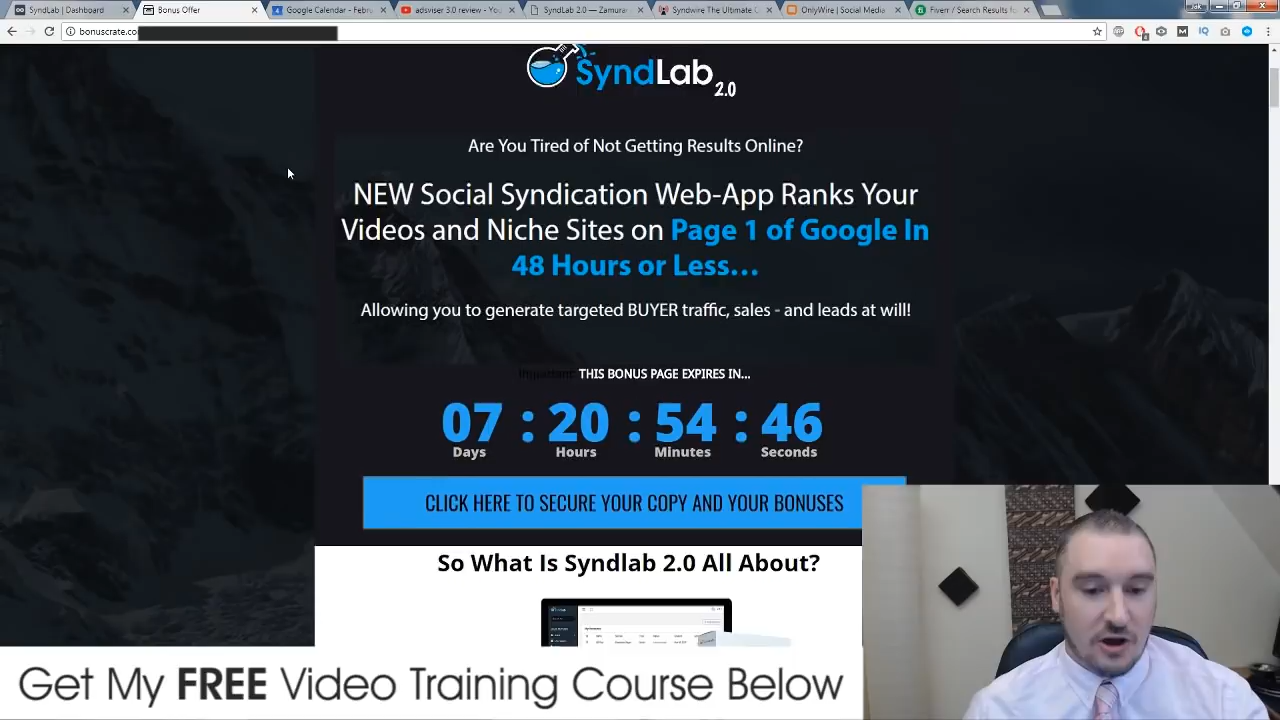 SyndLab | Dashboard
Bonus Offer
Google Calendar - Febru
adsviser 3.0 review - Yo
SyndLab 2.0 — Zamura
Syndwire The Ultimate C
OnlyWire | Social Media
Fiverr / Search Results fo
Jak
bonuscrate.co
SyndLab 2.0
Are You Tired of Not Getting Results Online?
NEW Social Syndication Web-App Ranks Your
Videos and Niche Sites on Page 1 of Google In
48 Hours or Less...
Allowing you to generate targeted BUYER traffic, sales - and leads at will!
Important: THIS BONUS PAGE EXPIRES IN...
07 : 20 : 54 : 46
Days Hours Minutes Seconds
CLICK HERE TO SECURE YOUR COPY AND YOUR BONUSES
So What Is Syndlab 2.0 All About?
Get My FREE Video Training Course Below